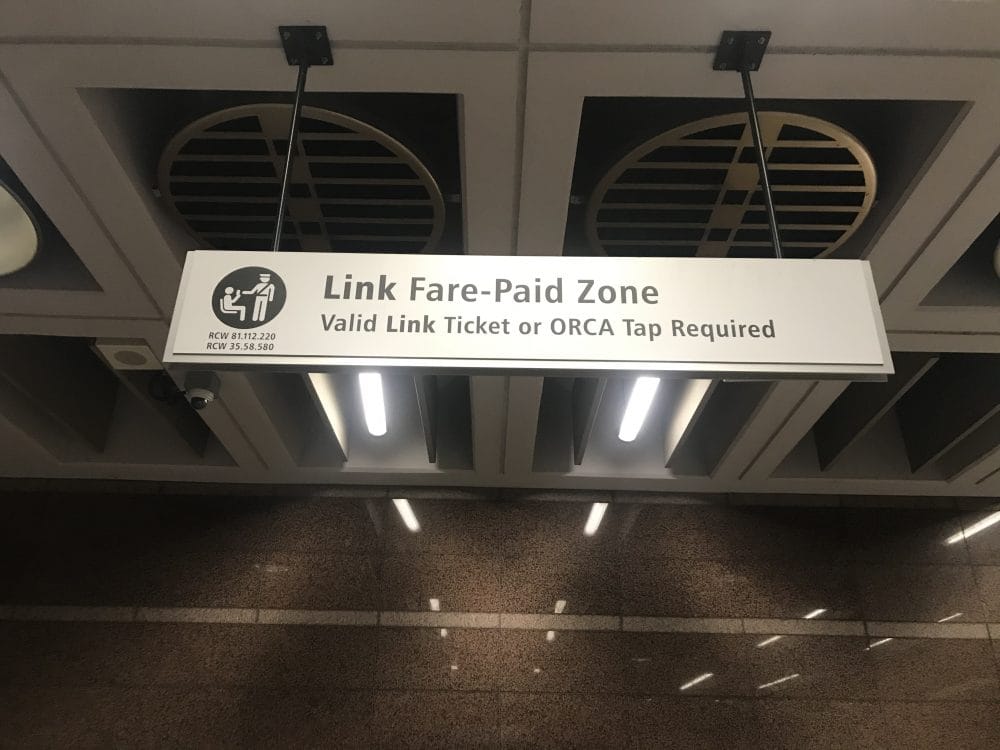 Link Fare-Paid Zone
Valid Link Ticket or ORCA Tap Required
RCW 81.112.220
RCW 35.58.580